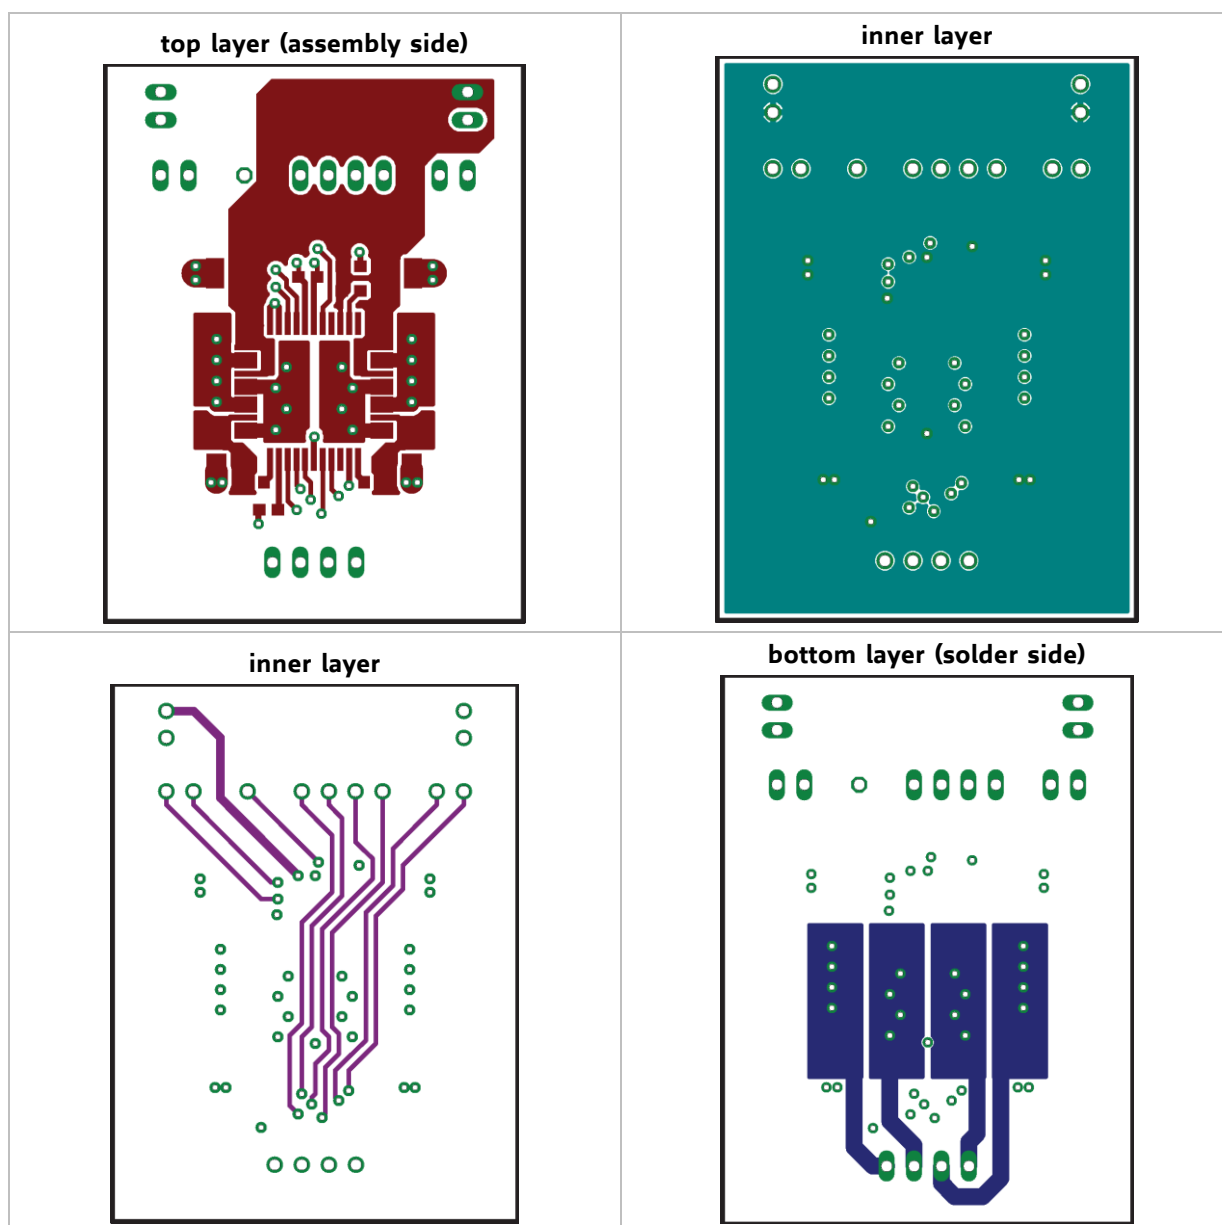 top layer (assembly side)
inner layer
inner layer
bottom layer (solder side)